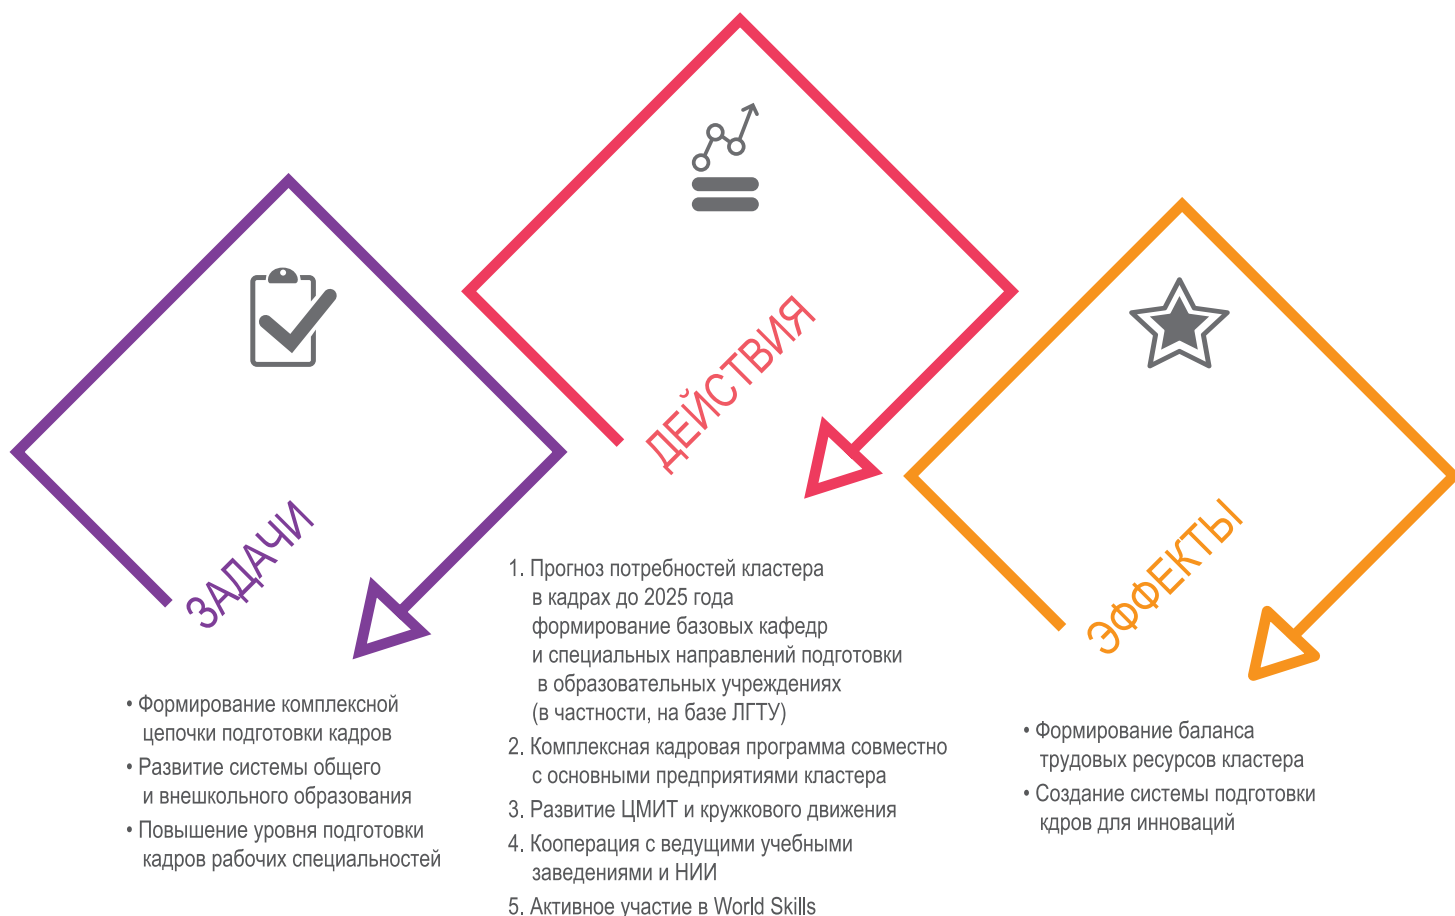 ЗАДАЧИ
• Формирование комплексной
цепочки подготовки кадров
• Развитие системы общего
и внешкольного образования
• Повышение уровня подготовки
кадров рабочих специальностей
ДЕЙСТВИЯ
1. Прогноз потребностей кластера
в кадрах до 2025 года
формирование базовых кафедр
и специальных направлений подготовки
в образовательных учреждениях
(в частности, на базе ЛГТУ)
2. Комплексная кадровая программа совместно
с основными предприятиями кластера
3. Развитие ЦМИТ и кружкового движения
4. Кооперация с ведущими учебными
заведениями и НИИ
5. Активное участие в World Skills
ЭФФЕКТЫ
• Формирование баланса
трудовых ресурсов кластера
• Создание системы подготовки
кдров для инноваций